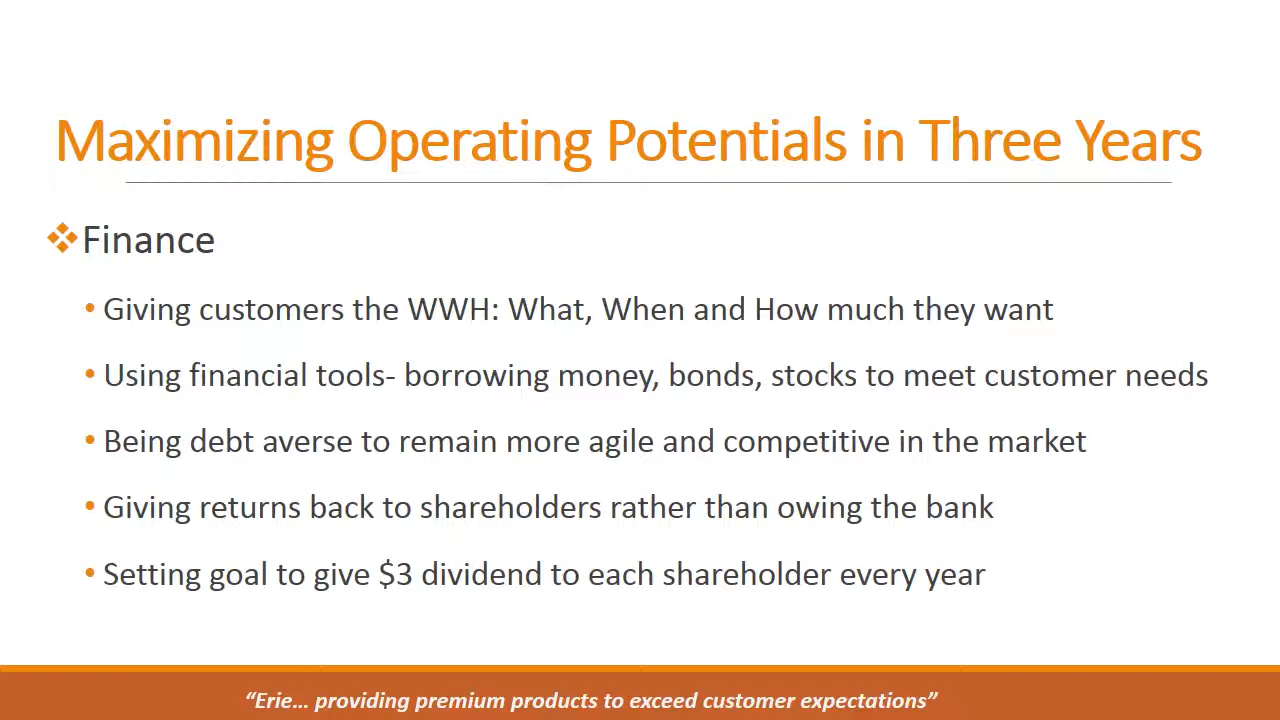 Maximizing Operating Potentials in Three Years
❖Finance
• Giving customers the WWH: What, When and How much they want
• Using financial tools- borrowing money, bonds, stocks to meet customer needs
• Being debt averse to remain more agile and competitive in the market
• Giving returns back to shareholders rather than owing the bank
• Setting goal to give $3 dividend to each shareholder every year
“Erie… providing premium products to exceed customer expectations”